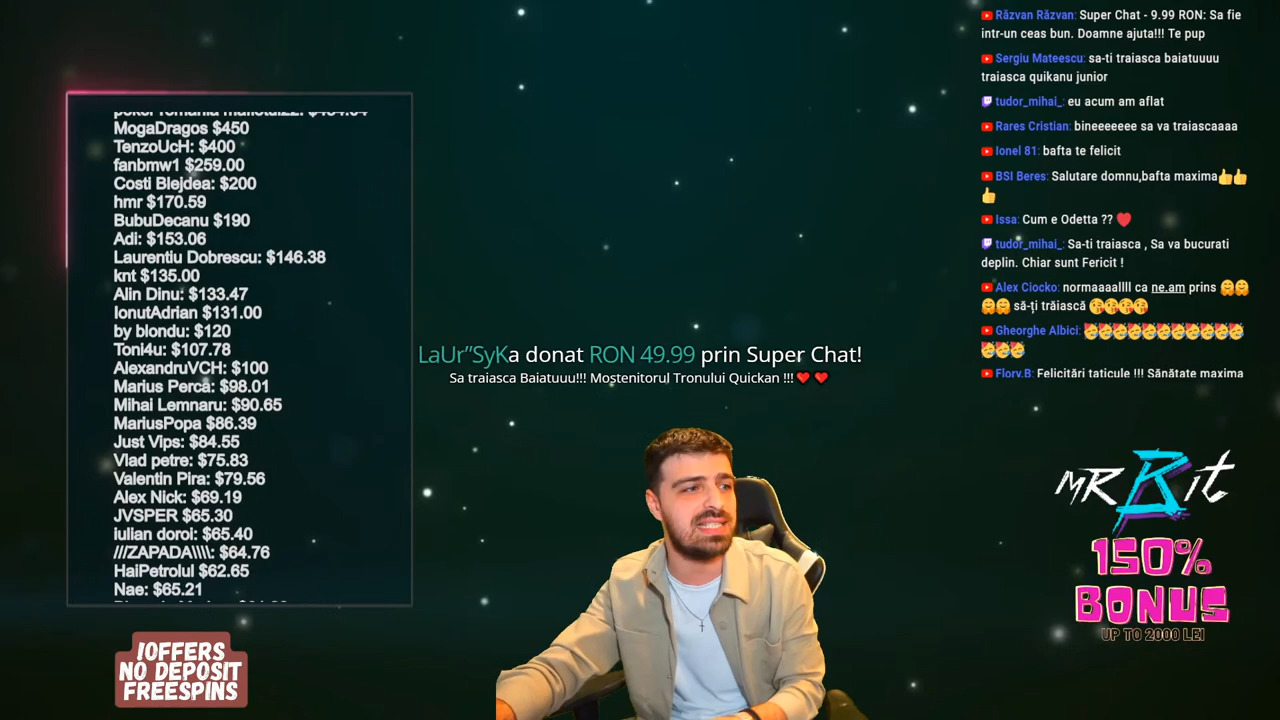 MogaDragos $450
TenzoUcH: $400
fanbmw1 $259.00
Costi Blejdea: $200
hmr $170.59
BubuDecanu $190
Adi: $153.06
Laurentiu Dobrescu: $146.38
knt $135.00
Alin Dinu: $133.47
IonutAdrian $131.00
by blondu: $120
Toni4u: $107.78
AlexandruVCH: $100
Marius Perca: $98.01
Mihai Lemnaru: $90.65
MariusPopa $86.39
Just Vips: $84.55
Vlad petre: $75.83
Valentin Pira: $79.56
Alex Nick: $69.19
JVSPER $65.30
iulian doroi: $65.40
///ZAPADA\\\\: $64.76
HaiPetrolul $62.65
Nae: $65.21
!OFFERS
NO DEPOSIT
FREESPINS
LaUr”SyKa donat RON 49.99 prin Super Chat!
Sa traiasca Baiatuuu!!! Mostenitorul Tronului Quickan !!!❤️ ❤️
Răzvan Răzvan: Super Chat - 9.99 RON: Sa fie
intr-un ceas bun. Doamne ajuta!!! Te pup
Sergiu Mateescu: sa-ti traiasca baiatuuu
traiasca quikanu junior
tudor_mihai_: eu acum am aflat
Rares Cristian: bineeeeeee sa va traiascaaaa
Ionel 81: bafta te felicit
BSI Beres: Salutare domnu,bafta maxima👍👍
👍
Issa: Cum e Odetta ?? ❤️
tudor_mihai_: Sa-ti traiasca , Sa va bucurati
deplin. Chiar sunt Fericit !
Alex Ciocko: normaaaallll ca ne.am prins 🤗🤗
🤗🤗 să-ți trăiască 😘😘😘😘
Gheorghe Albici: 🥳🥳🥳🥳🥳🥳🥳🥳🥳🥳
🥳🥳🥳
Flory.B: Felicitări taticule !!! Sănătate maxima
MR Bit
150%
BONUS
UP TO 2000 LEI